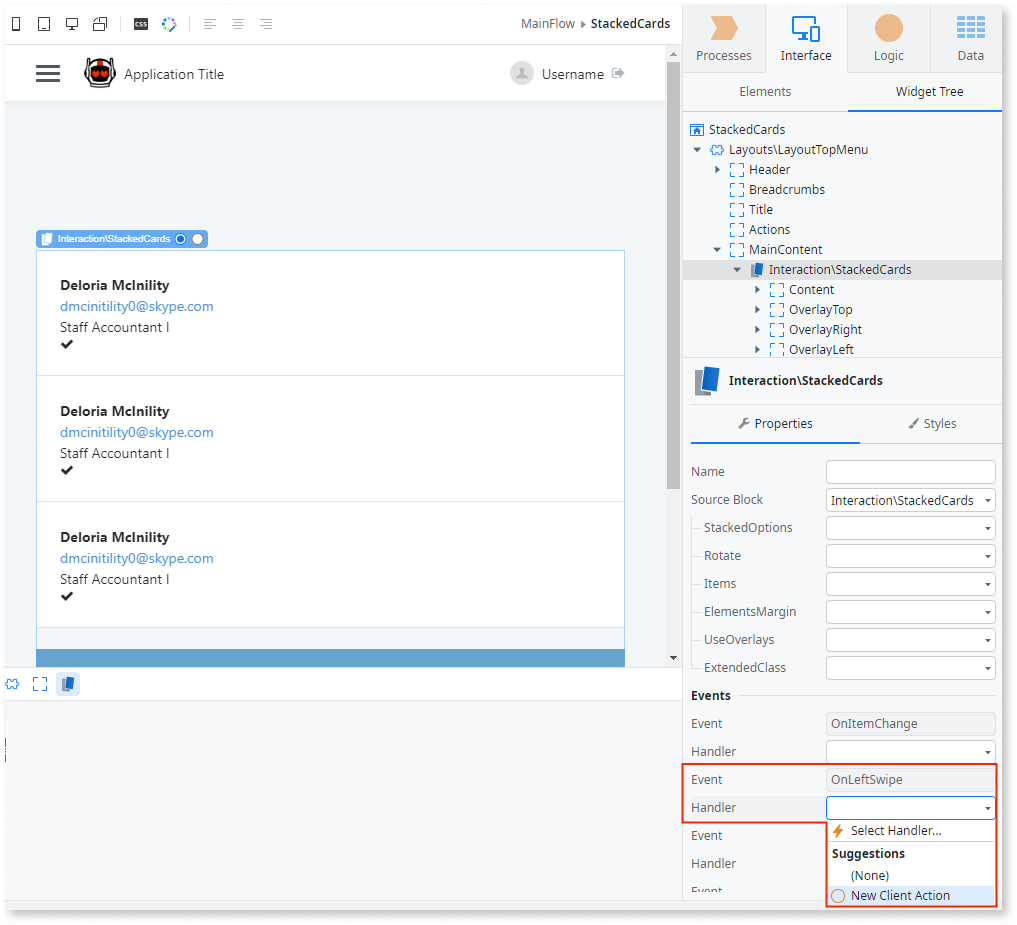 CSS
MainFlow ▸ StackedCards
Processes
Interface
Logic
Data
Application Title
Username
Elements
Widget Tree
StackedCards
Layouts\LayoutTopMenu
Header
Breadcrumbs
Title
Actions
MainContent
Interaction\StackedCards
Content
OverlayTop
OverlayRight
OverlayLeft
Interaction\StackedCards
Deloria McInility
dmcinitility0@skype.com
Staff Accountant I
Deloria McInility
dmcinitility0@skype.com
Staff Accountant I
Deloria McInility
dmcinitility0@skype.com
Staff Accountant I
Interaction\StackedCards
Properties
Styles
Name
Source Block Interaction\StackedCards
StackedOptions
Rotate
Items
ElementsMargin
UseOverlays
ExtendedClass
Events
Event OnItemChange
Handler
Event OnLeftSwipe
Handler
Event
Handler
Event
Select Handler...
Suggestions
(None)
New Client Action